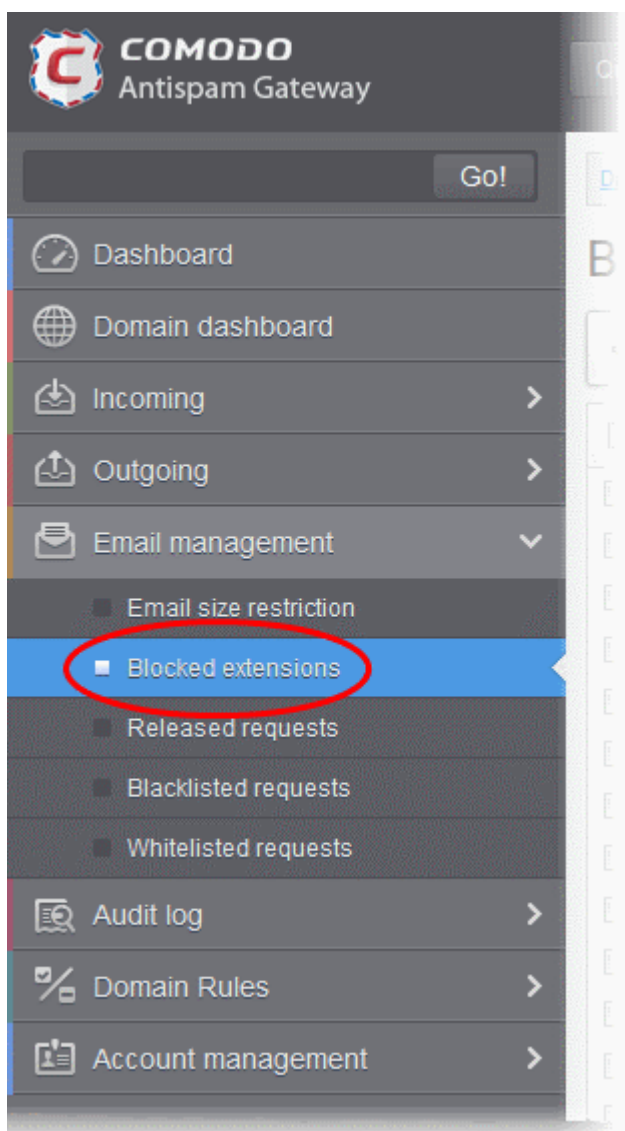 COMODO
Antispam Gateway
Go!
Dashboard
Domain dashboard
Incoming
Outgoing
Email management
Email size restriction
Blocked extensions
Released requests
Blacklisted requests
Whitelisted requests
Audit log
Domain Rules
Account management